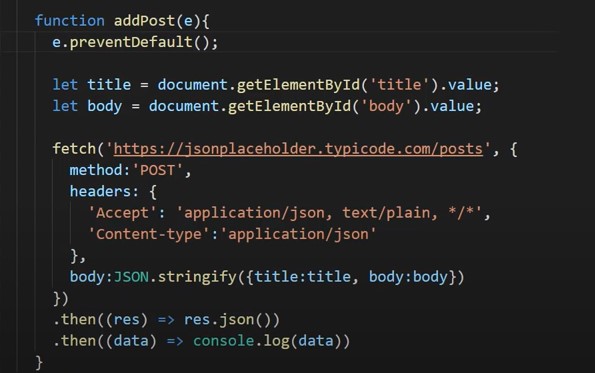 function addPost(e){
e.preventDefault();
let title = document.getElementById('title').value;
let body = document.getElementById('body').value;
fetch('https://jsonplaceholder.typicode.com/posts', {
method:'POST',
headers: {
'Accept': 'application/json, text/plain, */*',
'Content-type':'application/json'
},
body:JSON.stringify({title:title, body:body})
})
.then((res) => res.json())
.then((data) => console.log(data))
}